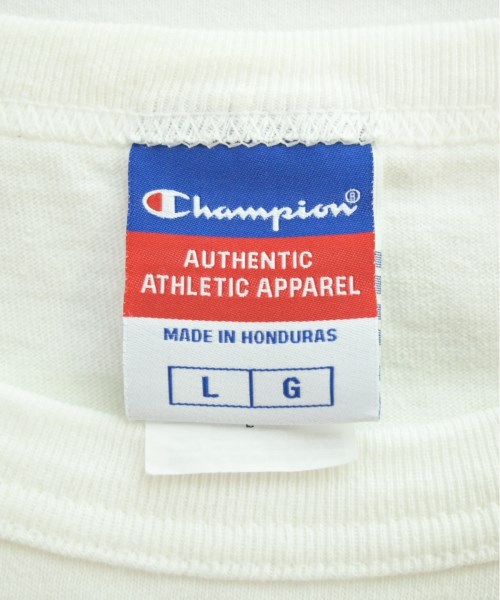 Champion®
AUTHENTIC
ATHLETIC APPAREL
MADE IN HONDURAS
L G